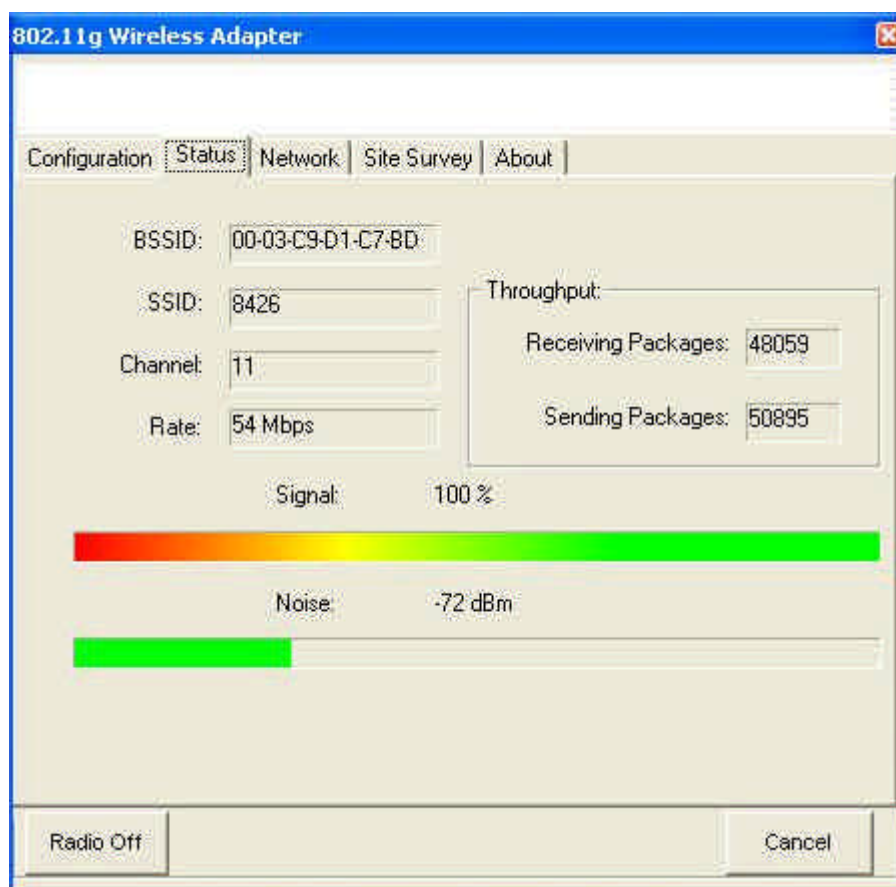 802.11g Wireless Adapter
Configuration Status Network Site Survey About
BSSID: 00-03-C9-D1-C7-BD
SSID: 8426
Channel: 11
Rate: 54 Mbps
Throughput:
Receiving Packages: 48059
Sending Packages: 50895
Signal: 100 %
Noise: -72 dBm
Radio Off Cancel